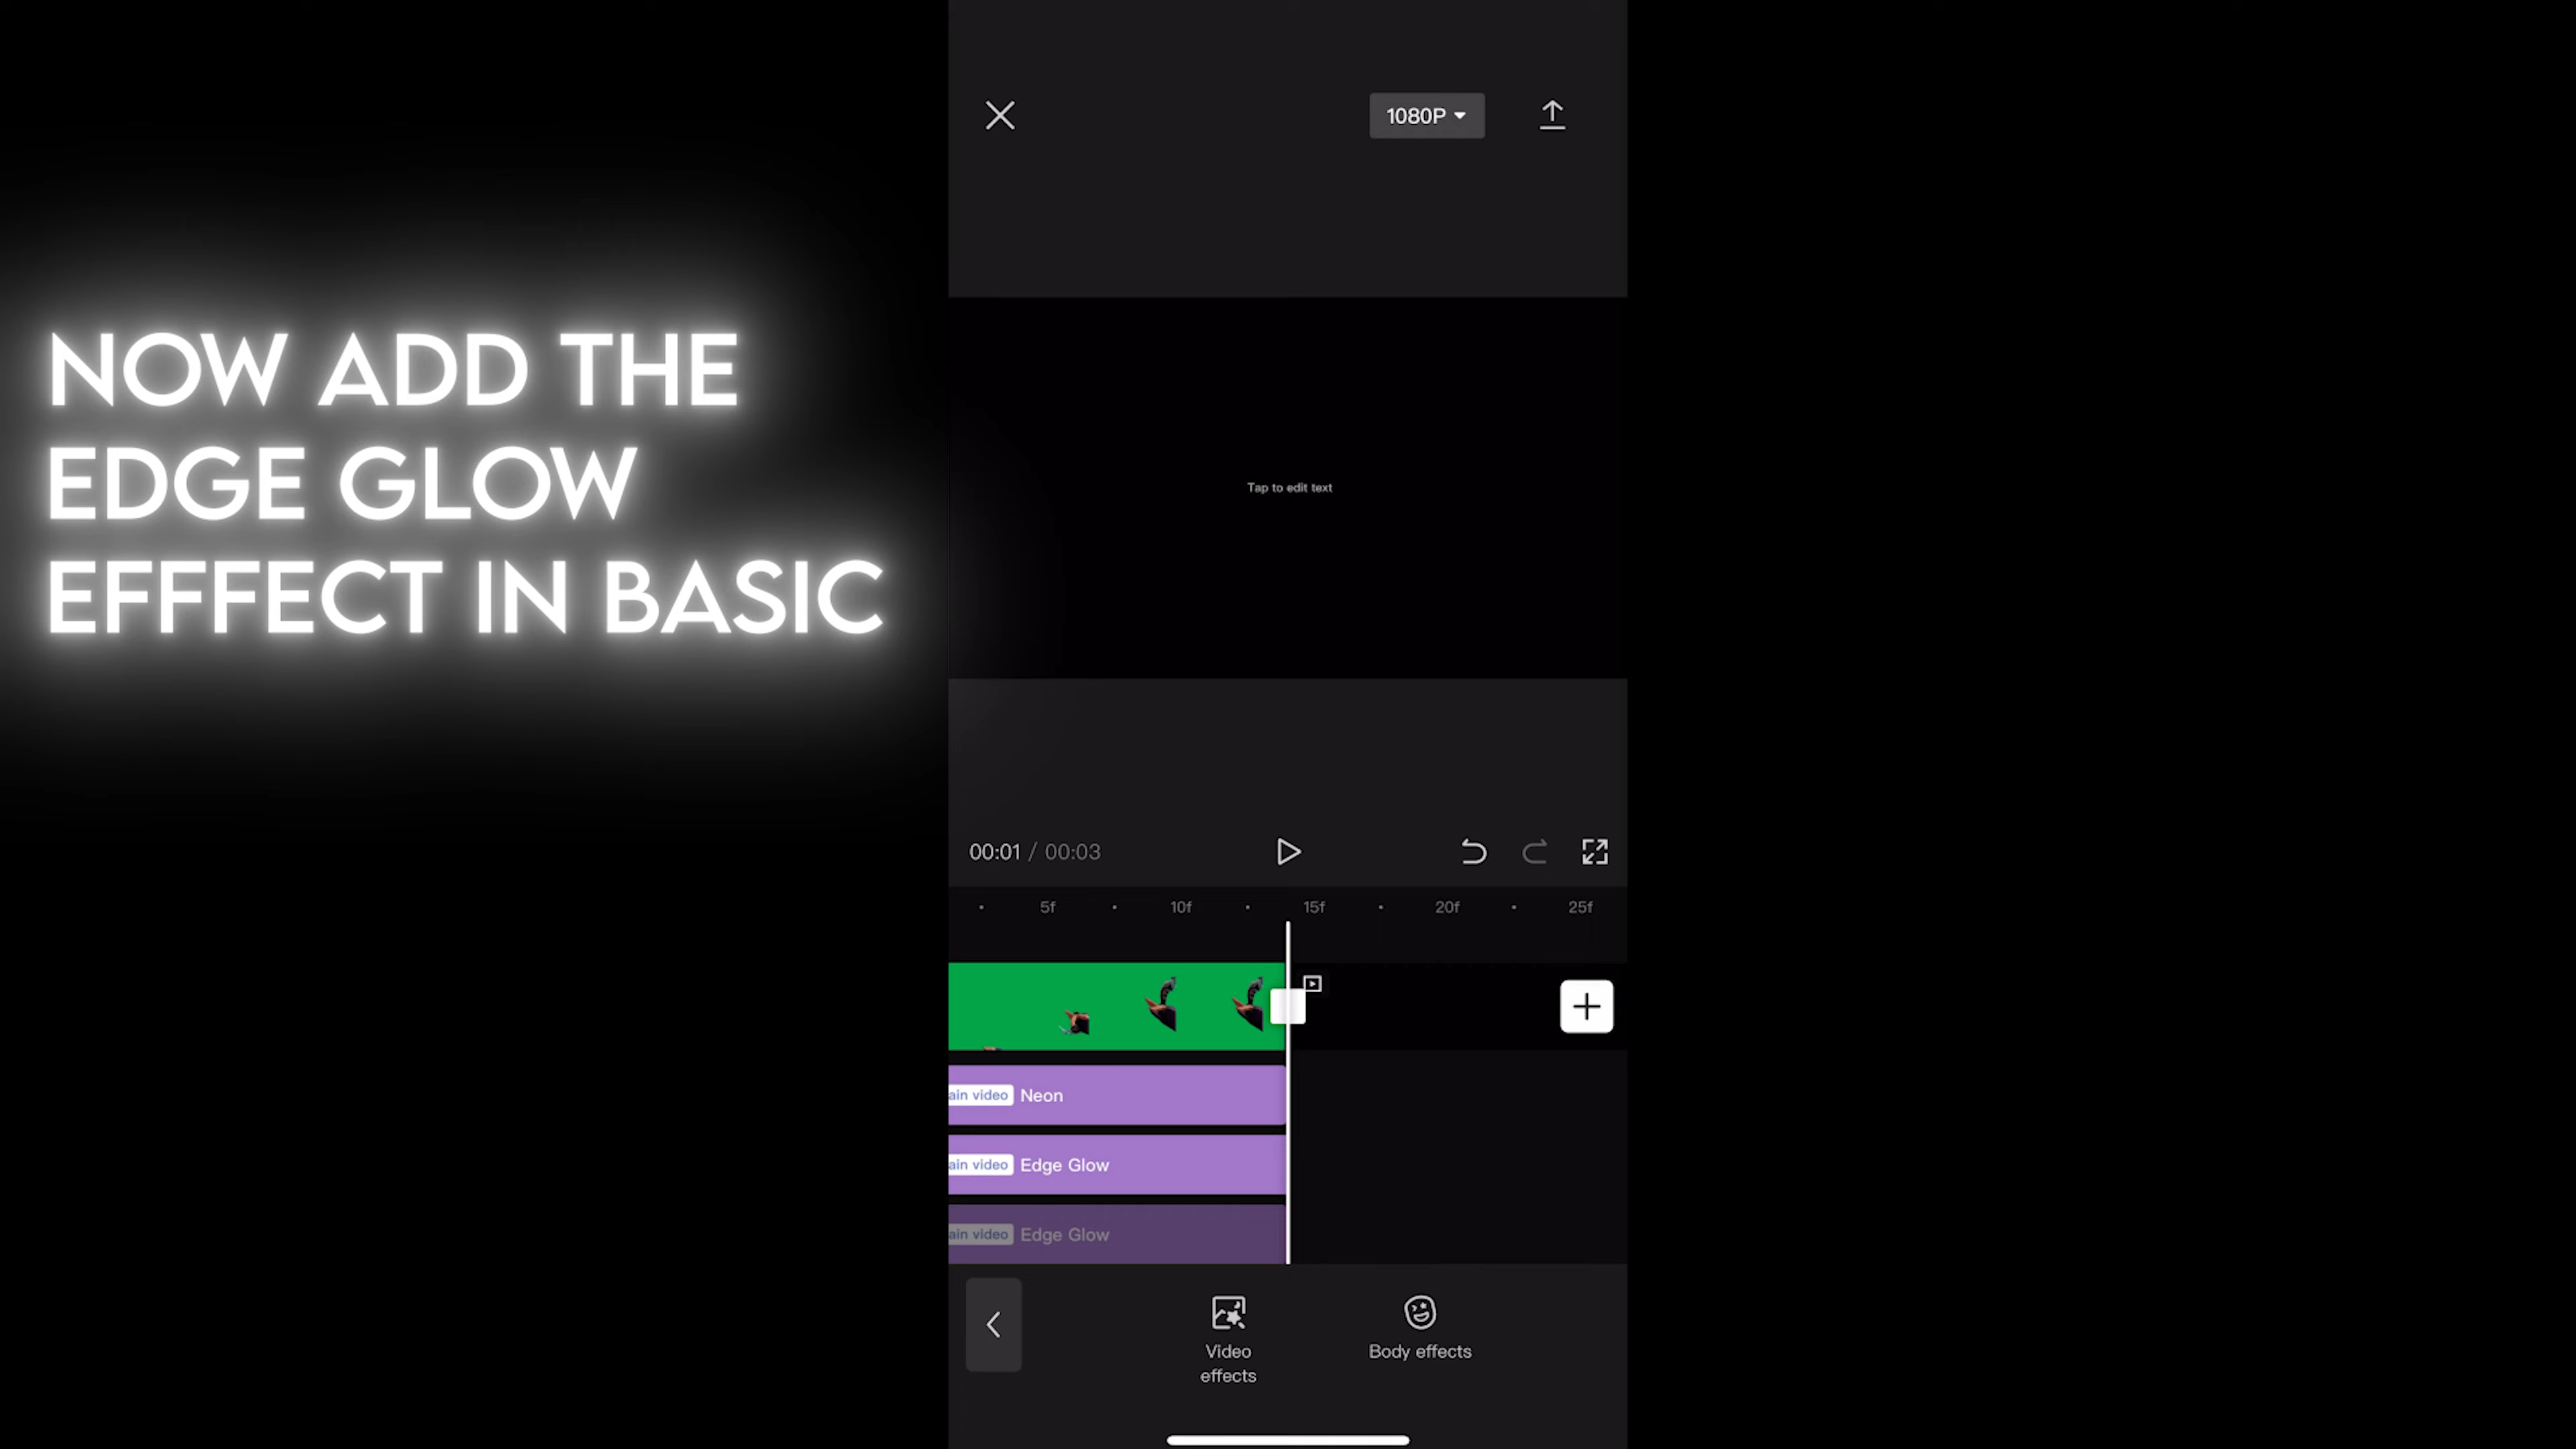 NOW ADD THE
EDGE GLOW
EFFFECT IN BASIC
1080P
Tap to edit text
00:01 / 00:03
5f 10f 15f 20f 25f
ain video Neon
ain video Edge Glow
ain video Edge Glow
Video
effects
Body effects